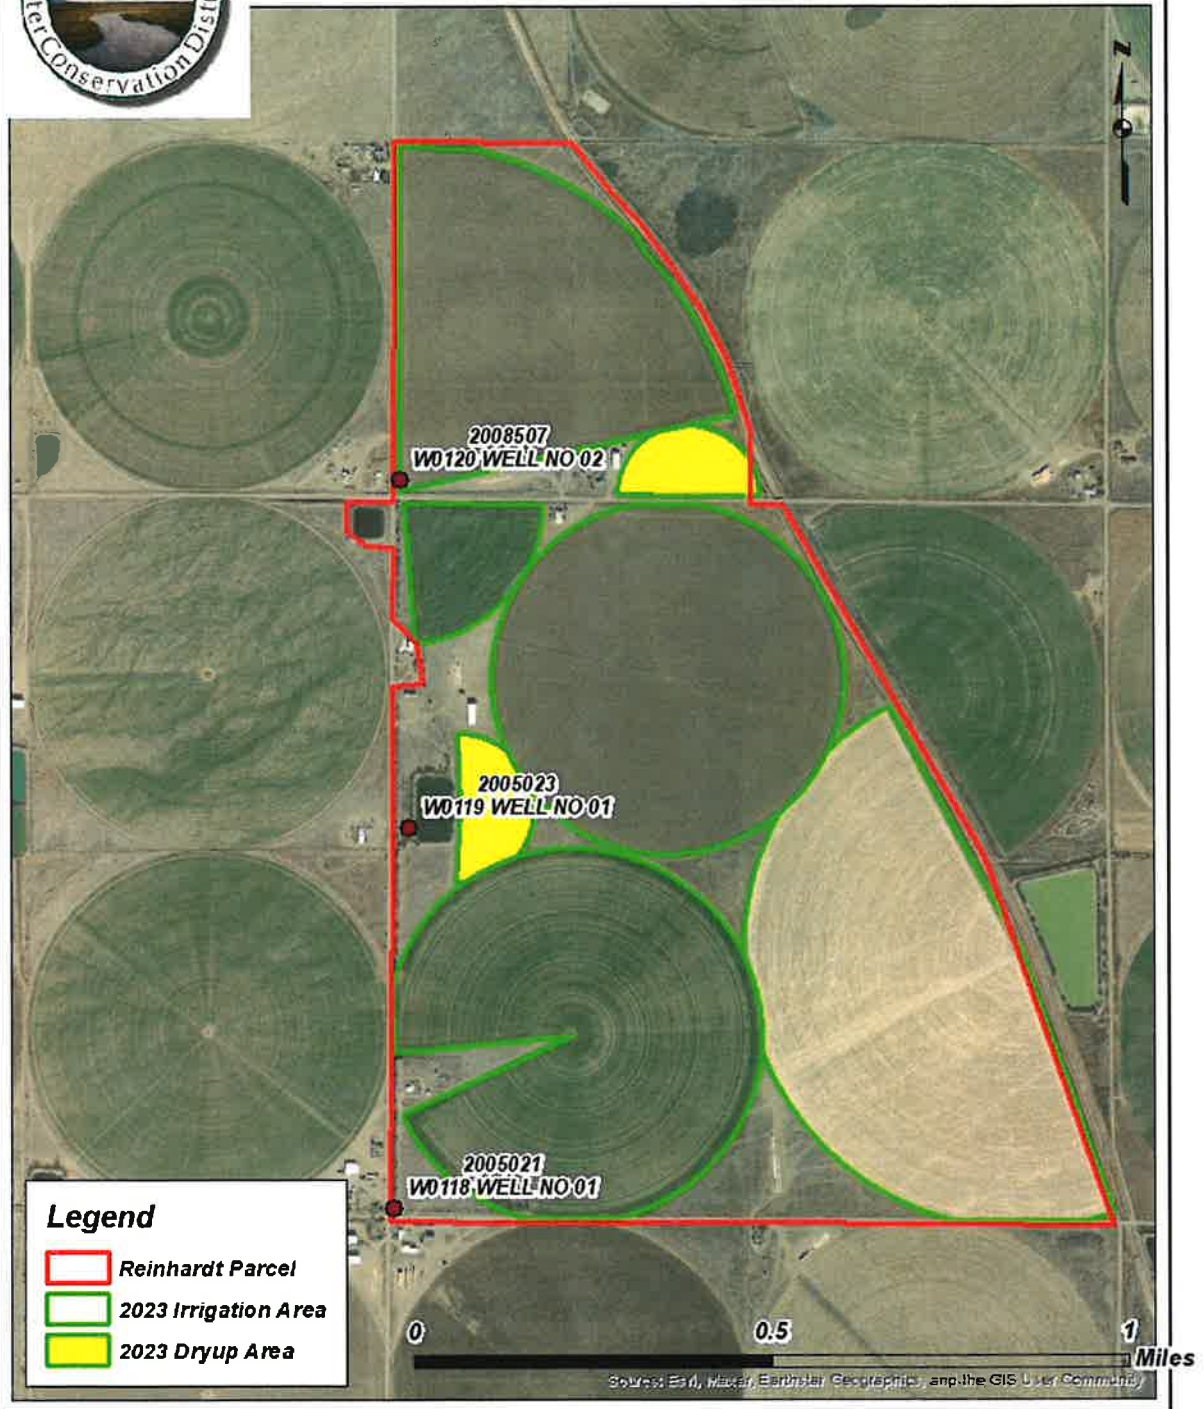 Conservation
N
2008507
W0120 WELL NO 02
2005023
W0119 WELL NO 01
2005021
W0118 WELL NO 01
Legend
Reinhardt Parcel
2023 Irrigation Area
2023 Dryup Area
0 0.5 1
Miles
Source: Esri, Maxar, Earthstar Geographics, and the GIS User Community